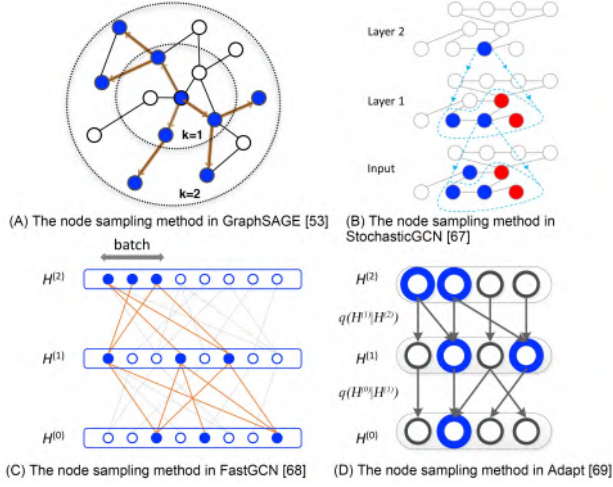 k=1
k=2
(A) The node sampling method in GraphSAGE [53]
Layer 2
Layer 1
Input
(B) The node sampling method in
StochasticGCN [67]
batch
H(2)
H(1)
H(0)
(C) The node sampling method in FastGCN [68]
H(2)
q(H(1)|H(2))
H(1)
q(H(0)|H(1))
H(0)
(D) The node sampling method in Adapt [69]